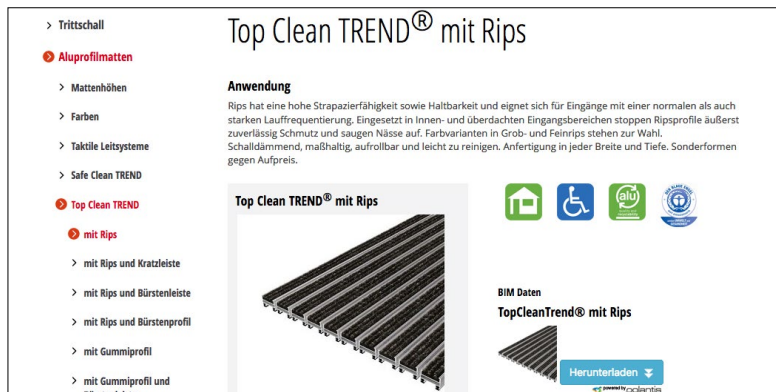 Trittschall
Aluprofilmatten
Mattenhöhen
Farben
Taktile Leitsysteme
Safe Clean TREND
Top Clean TREND
mit Rips
mit Rips und Kratzleiste
mit Rips und Bürstenleiste
mit Rips und Bürstenprofil
mit Gummiprofil
mit Gummiprofil und
Top Clean TREND® mit Rips
Anwendung
Rips hat eine hohe Strapazierfähigkeit sowie Haltbarkeit und eignet sich für Eingänge mit einer normalen als auch
starken Lauffrequentierung. Eingesetzt in Innen- und überdachten Eingangsbereichen stoppen Ripsprofile äußerst
zuverlässig Schmutz und saugen Nässe auf. Farbvarianten in Grob- und Feinrips stehen zur Wahl.
Schalldämmend, maßhaltig, aufrollbar und leicht zu reinigen. Anfertigung in jeder Breite und Tiefe. Sonderformen
gegen Aufpreis.
Top Clean TREND® mit Rips
alu
BIM Daten
TopCleanTrend® mit Rips
Herunterladen
powered by polantis